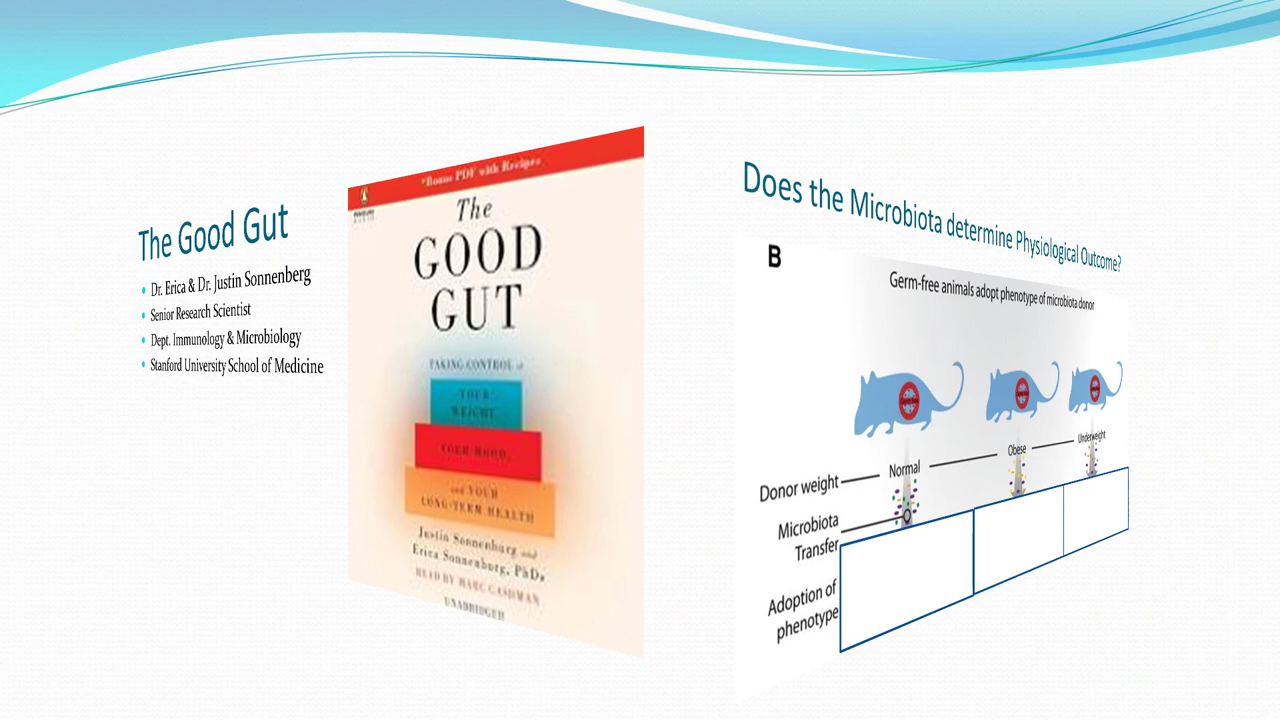 The Good Gut
Dr. Erica & Dr. Justin Sonnenberg
Senior Research Scientist
Dept. Immunology & Microbiology
Stanford University School of Medicine
*Bonus PDF with Recipes
PENGUIN
AUDIO
The
GOOD
GUT
TAKING CONTROL of
YOUR
WEIGHT,
YOUR MOOD,
and YOUR
LONG-TERM HEALTH
Justin Sonnenburg and
Erica Sonnenburg, PhDs
READ BY MARC CASHMAN
UNABRIDGED
Does the Microbiota determine Physiological Outcome?
B
Germ-free animals adopt phenotype of microbiota donor
Donor weight
Normal
Obese
Underweight
Microbiota
Transfer
Adoption of
phenotype